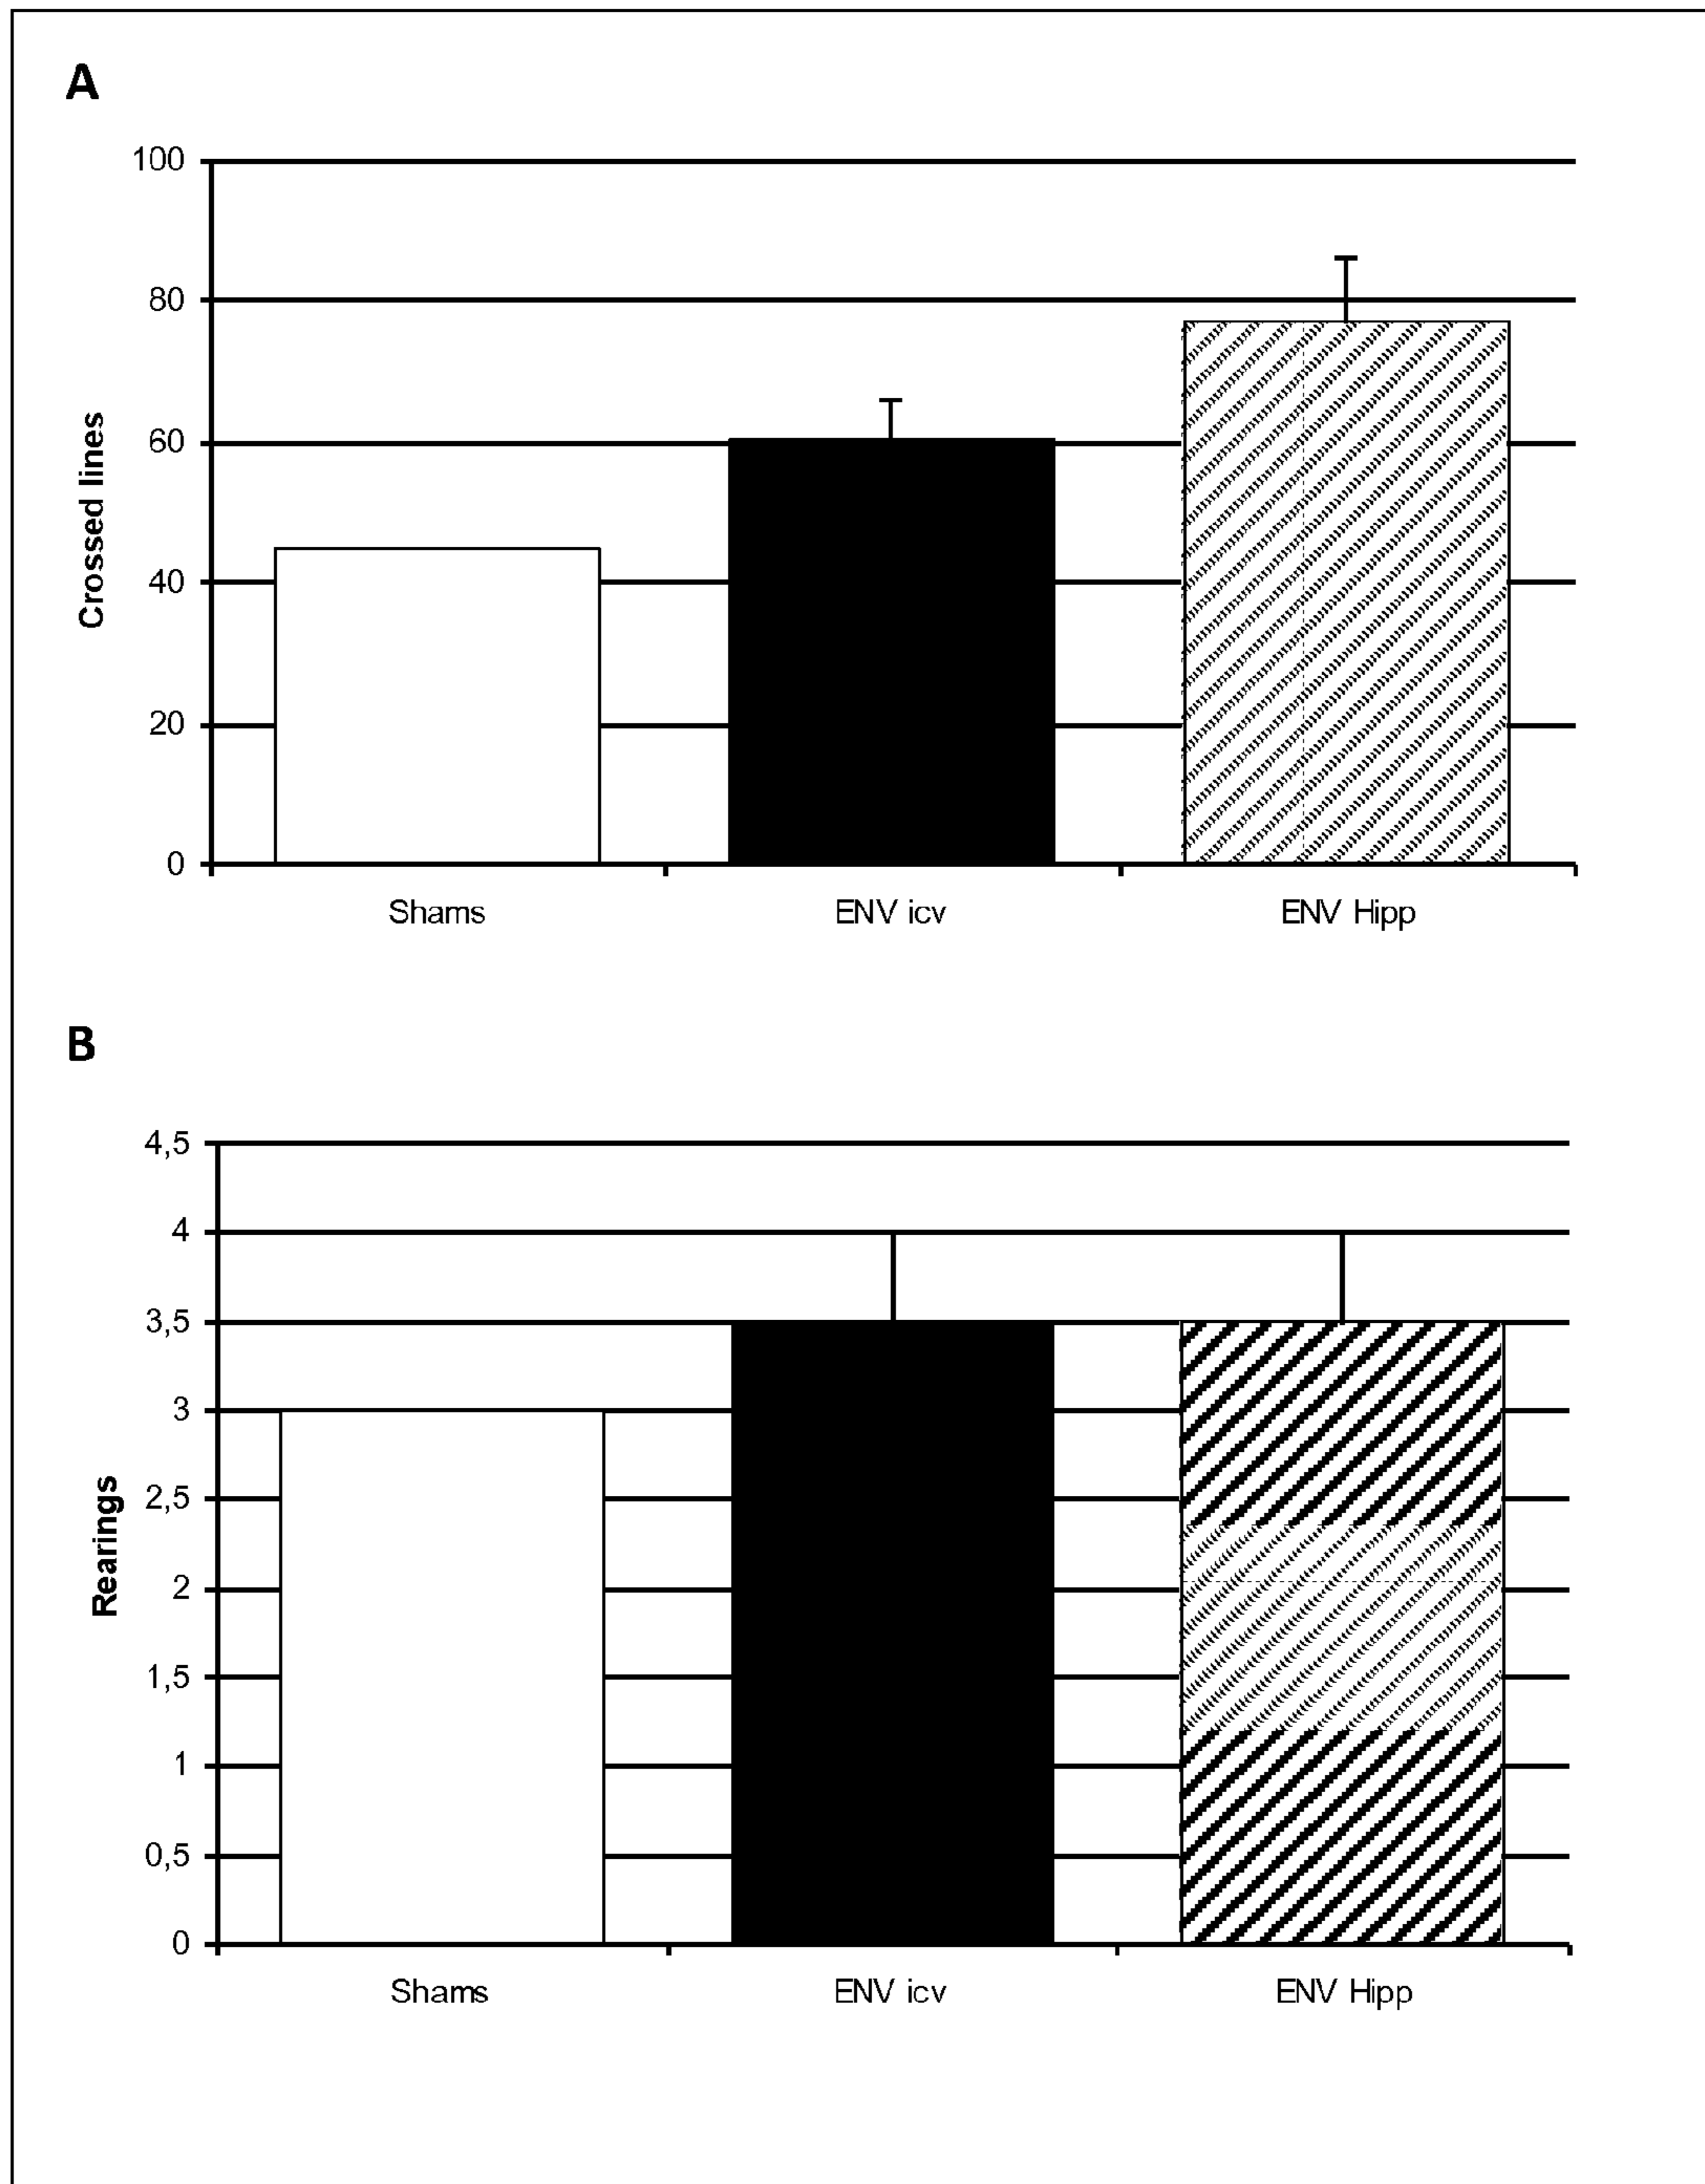 A
100
80
60
40
20
0
Crossed lines
Shams ENV icv ENV Hipp
B
4,5
4
3,5
3
2,5
2
1,5
1
0,5
0
Rearings
Shams ENV icv ENV Hipp